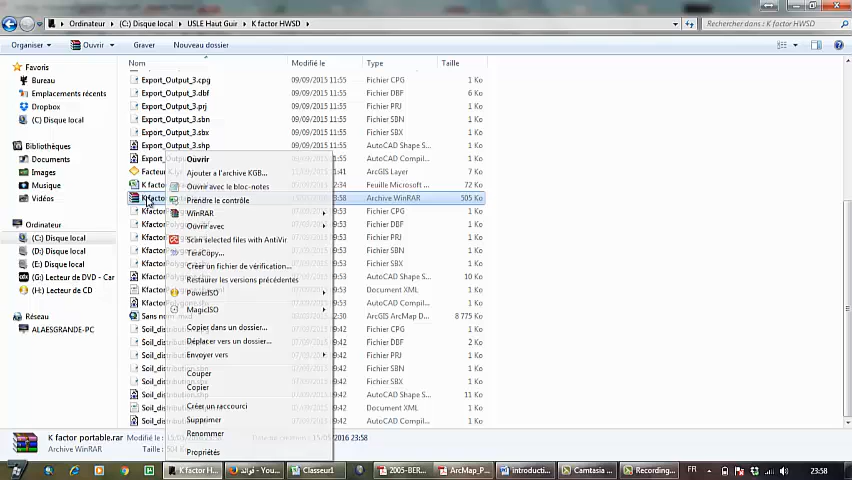 Ordinateur ▸ (C:) Disque local ▸ USLE Haut Guir ▸ K factor HWSD ▸
Rechercher dans : K factor HWSD
Organiser Ouvrir Graver Nouveau dossier
Favoris
Bureau
Emplacements récents
Dropbox
(C) Disque local
Bibliothèques
Documents
Images
Musique
Vidéos
Ordinateur
(C:) Disque local
(D:) Disque local
(E:) Disque local
(G:) Lecteur de DVD - Car
(H:) Lecteur de CD
Réseau
ALAESGRANDE-PC
Nom Modifié le Type Taille
Export_Output_3.cpg 09/09/2015 11:55 Fichier CPG 1 Ko
Export_Output_3.dbf 09/09/2015 11:55 Fichier DBF 6 Ko
Export_Output_3.prj 09/09/2015 11:55 Fichier PRJ 1 Ko
Export_Output_3.sbn 09/09/2015 11:55 Fichier SBN 1 Ko
Export_Output_3.sbx 09/09/2015 11:55 Fichier SBX 1 Ko
Export_Output_3.shp 09/09/2015 11:55 AutoCAD Shape S... 1 Ko
AutoCAD Compil... 1 Ko
ArcGIS Layer 7 Ko
Feuille Microsoft ... 1 Ko
Archive WinRAR 505 Ko
Fichier CPG 1 Ko
Fichier DBF 1 Ko
Fichier PRJ 1 Ko
Fichier SBN 1 Ko
Fichier SBX 1 Ko
AutoCAD Shape S... 10 Ko
Document XML 1 Ko
AutoCAD Compil... 1 Ko
ArcGIS ArcMap D... 8 775 Ko
Fichier CPG 1 Ko
Fichier DBF 2 Ko
Fichier PRJ 1 Ko
Fichier SBN 1 Ko
Fichier SBX 1 Ko
AutoCAD Shape S... 11 Ko
Document XML 1 Ko
AutoCAD Compil... 1 Ko
Ouvrir
Ajouter a l'archive KGB...
Ouvrir avec le bloc-notes
Prendre le contrôle
WinRAR
Ouvrir avec
Scan selected files with AntiVir
TeraCopy...
Créer un fichier de vérification...
Restaurer les versions précédentes
PowerISO
MagicISO
Copier dans un dossier...
Déplacer vers un dossier...
Envoyer vers
Couper
Copier
Créer un raccourci
Supprimer
Renommer
Propriétés
K factor portable.rar Modifié le :
Archive WinRAR
K factor H... You... Classeur1 2005-BER... ArcMap_P... introducti... Camtasia ... Recording... FR 23:58